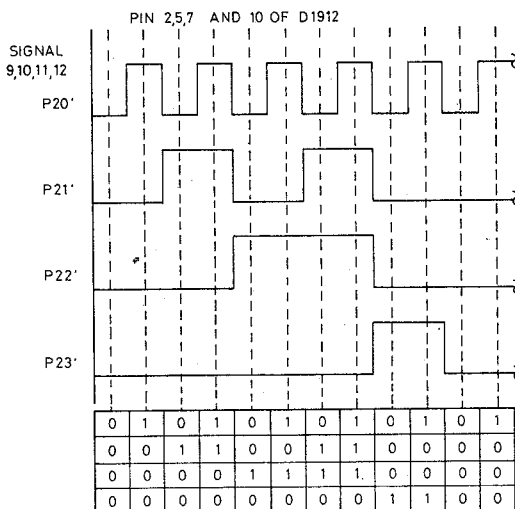 PIN 2,5,7 AND 10 OF D1912
SIGNAL
9,10,11,12
P20'
P21'
P22'
P23'
0 1 0 1 0 1 0 1 0 1 0 1
0 0 1 1 0 0 1 1 0 0 0 0
0 0 0 0 1 1 1 1. 0 0 0 0
0 0 0 0 0 0 0 0 1 1 0 0